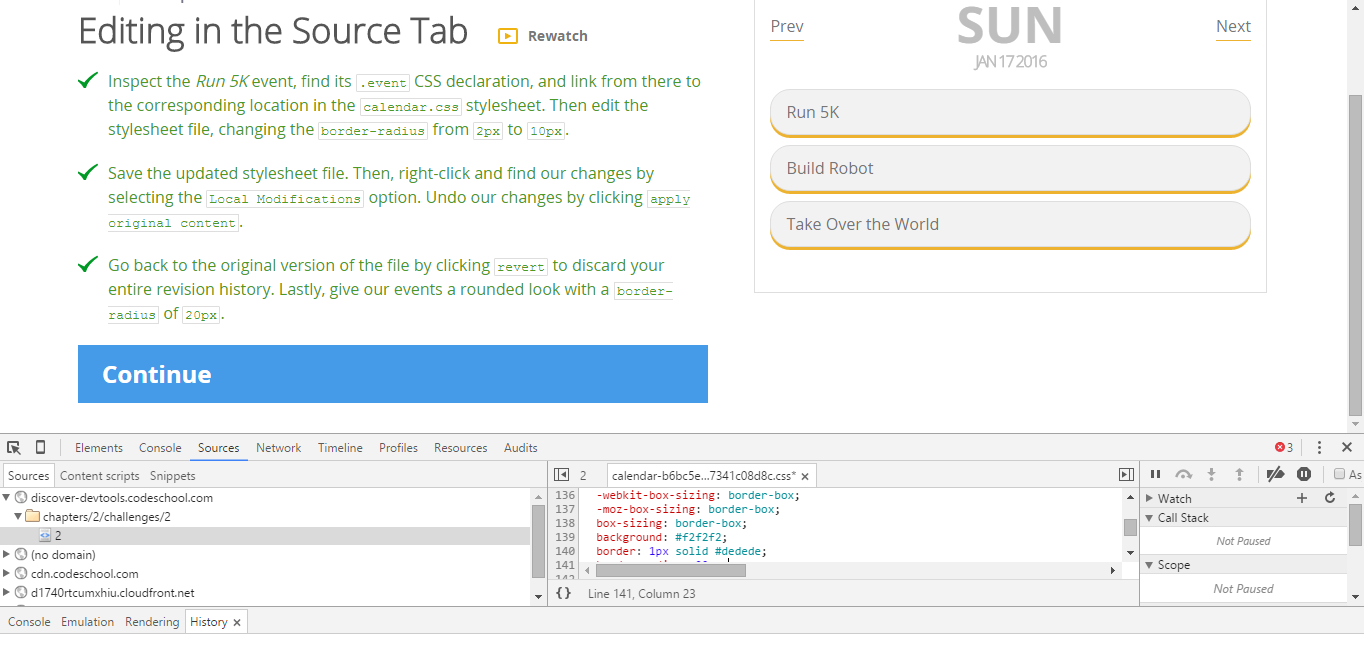 Editing in the Source Tab
Rewatch
Inspect the Run 5K event, find its .event CSS declaration, and link from there to
the corresponding location in the calendar.css stylesheet. Then edit the
stylesheet file, changing the border-radius from 2px to 10px.
Save the updated stylesheet file. Then, right-click and find our changes by
selecting the Local Modifications option. Undo our changes by clicking apply
original content.
Go back to the original version of the file by clicking revert to discard your
entire revision history. Lastly, give our events a rounded look with a border-
radius of 20px.
Continue
Prev
SUN
Next
JAN 17 2016
Run 5K
Build Robot
Take Over the World
Elements Console Sources Network Timeline Profiles Resources Audits
3
Sources Content scripts Snippets
discover-devtools.codeschool.com
chapters/2/challenges/2
2
(no domain)
cdn.codeschool.com
d1740rtcumxhiu.cloudfront.net
2 calendar-b6bc5e...7341c08d8c.css* ×
136 -webkit-box-sizing: border-box;
137 -moz-box-sizing: border-box;
138 box-sizing: border-box;
139 background: #f2f2f2;
140 border: 1px solid #dedede;
141
{} Line 141, Column 23
As
Watch
Call Stack
Not Paused
Scope
Not Paused
Console Emulation Rendering History ×